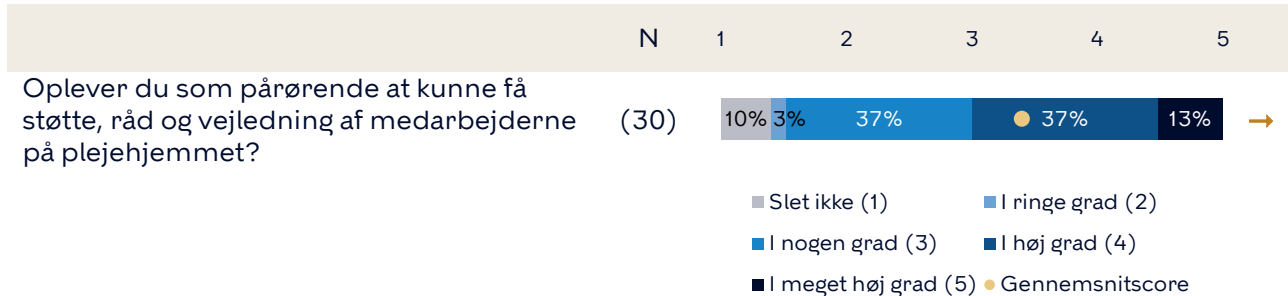 N 1 2 3 4 5
Oplever du som pårørende at kunne få
støtte, råd og vejledning af medarbejderne
på plejehjemmet?
(30)
10% 3% 37% 37% 13%
Slet ikke (1) I ringe grad (2)
I nogen grad (3) I høj grad (4)
I meget høj grad (5) Gennemsnitscore